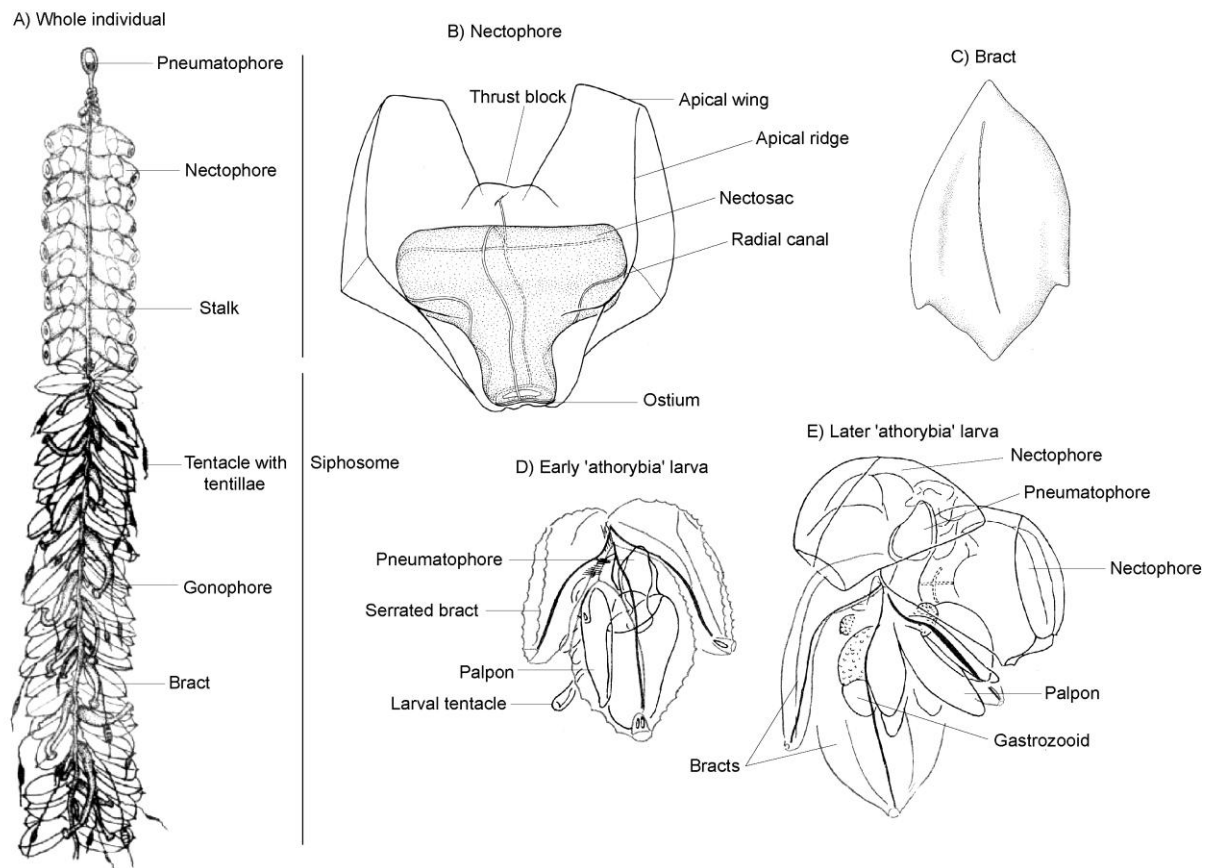 A) Whole individual
Pneumatophore
Nectophore
Stalk
Tentacle with
tentillae
Siphosome
Gonophore
Bract
B) Nectophore
Thrust block
Apical wing
Apical ridge
Nectosac
Radial canal
Ostium
C) Bract
D) Early 'athorybia' larva
Pneumatophore
Serrated bract
Palpon
Larval tentacle
E) Later 'athorybia' larva
Nectophore
Pneumatophore
Nectophore
Palpon
Gastrozooid
Bracts